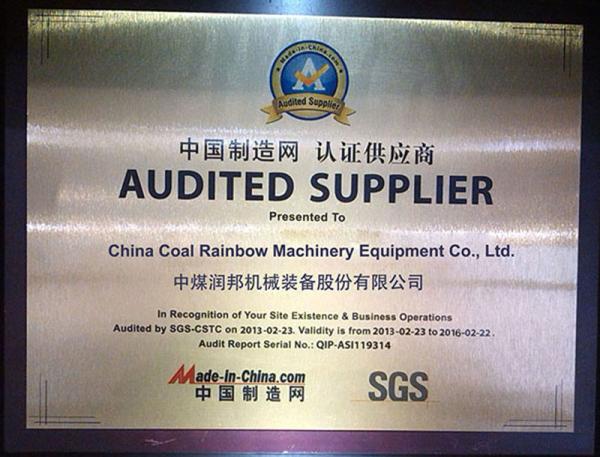 Made-in-China.com
A
Audited Supplier
中国制造网 认证供应商
AUDITED SUPPLIER
Presented To
China Coal Rainbow Machinery Equipment Co., Ltd.
中煤润邦机械装备股份有限公司
In Recognition of Your Site Existence & Business Operations
Audited by SGS-CSTC on 2013-02-23. Validity is from 2013-02-23 to 2016-02-22.
Audit Report Serial No.: QIP-ASI119314
Made-in-China.com
中国制造网
SGS